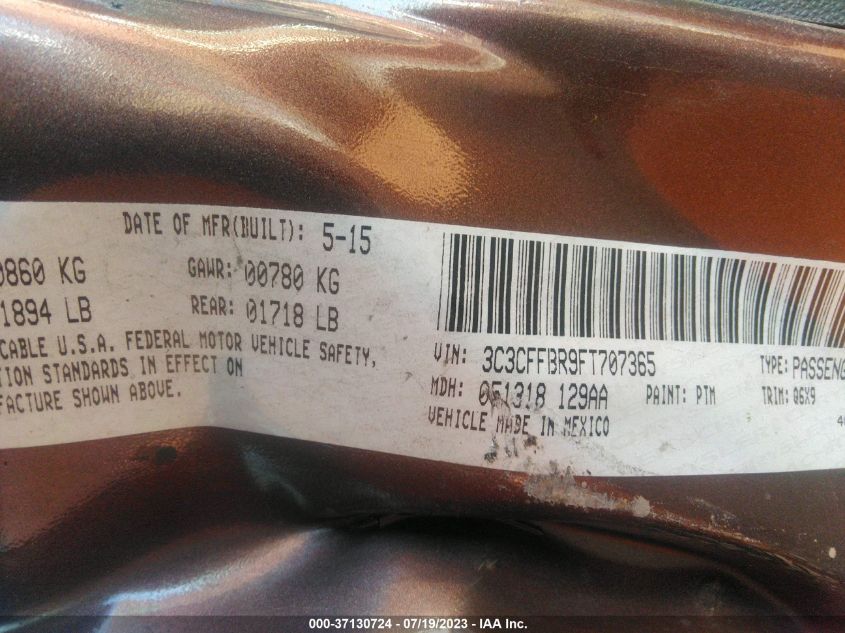 DATE OF MFR(BUILT): 5-15
0860 KG GAWR: 00780 KG
1894 LB REAR: 01718 LB
CABLE U.S.A. FEDERAL MOTOR VEHICLE SAFETY,
TION STANDARDS IN EFFECT ON
FACTURE SHOWN ABOVE.
VIN: 3C3CFFBR9FT707365 TYPE: PASSENG
MDH: 051318 129AA PAINT: PTM TRIM: Q6X9
VEHICLE MADE IN MEXICO
000-37130724 - 07/19/2023 - IAA Inc.